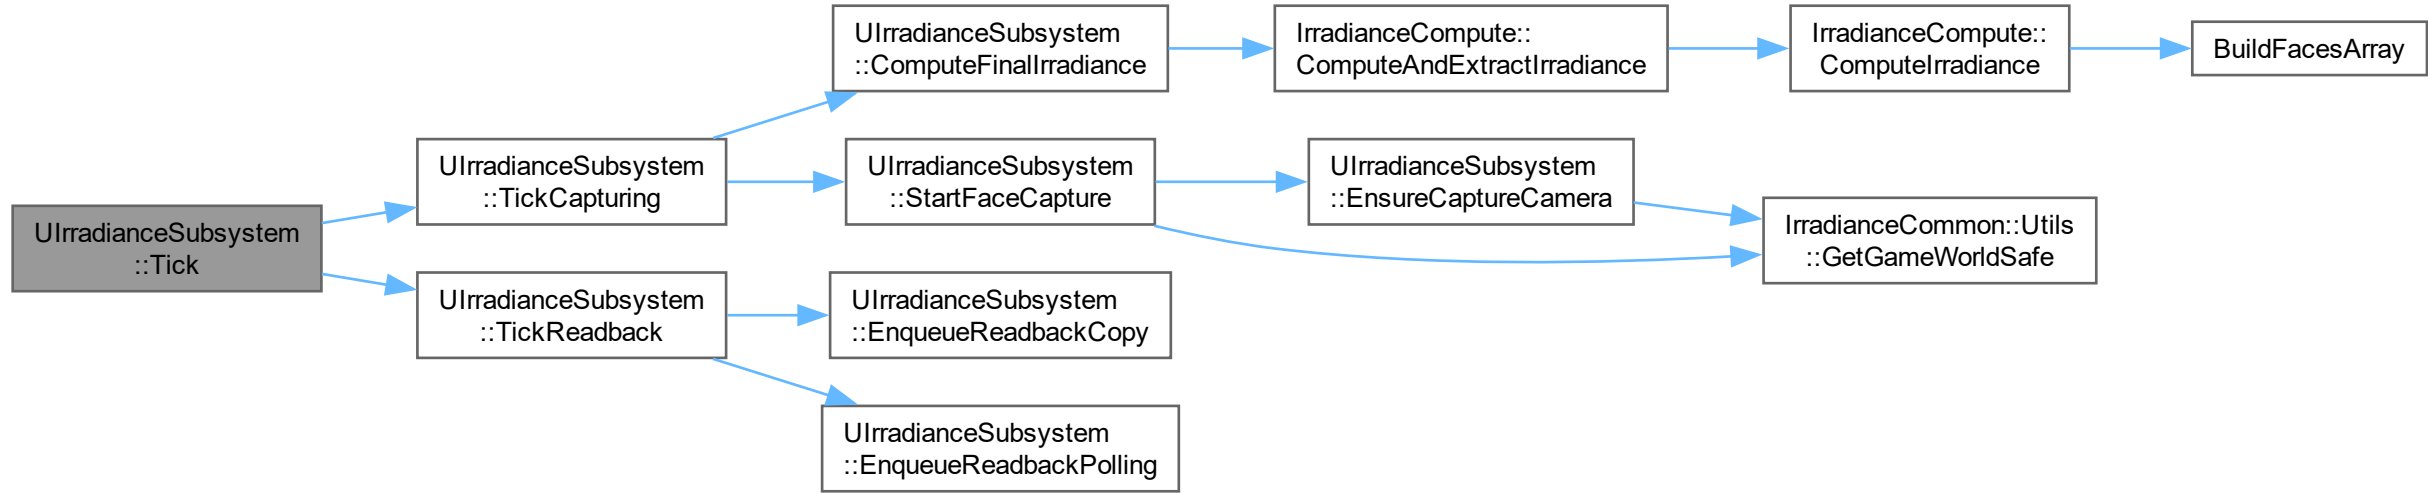 UIrradianceSubsystem
::Tick
UIrradianceSubsystem
::TickCapturing
UIrradianceSubsystem
::ComputeFinalIrradiance
IrradianceCompute::
ComputeAndExtractIrradiance
IrradianceCompute::
ComputeIrradiance
BuildFacesArray
UIrradianceSubsystem
::StartFaceCapture
UIrradianceSubsystem
::EnsureCaptureCamera
IrradianceCommon::Utils
::GetGameWorldSafe
UIrradianceSubsystem
::TickReadback
UIrradianceSubsystem
::EnqueueReadbackCopy
UIrradianceSubsystem
::EnqueueReadbackPolling